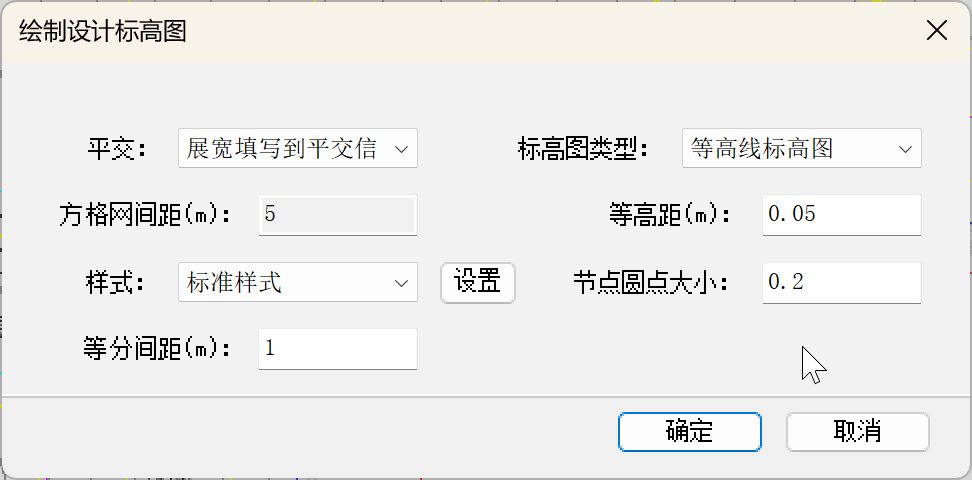 绘制设计标高图
平交: 展宽填写到平交信 标高图类型: 等高线标高图
方格网间距(m): 5 等高距(m): 0.05
样式: 标准样式 设置 节点圆点大小: 0.2
等分间距(m): 1
确定 取消